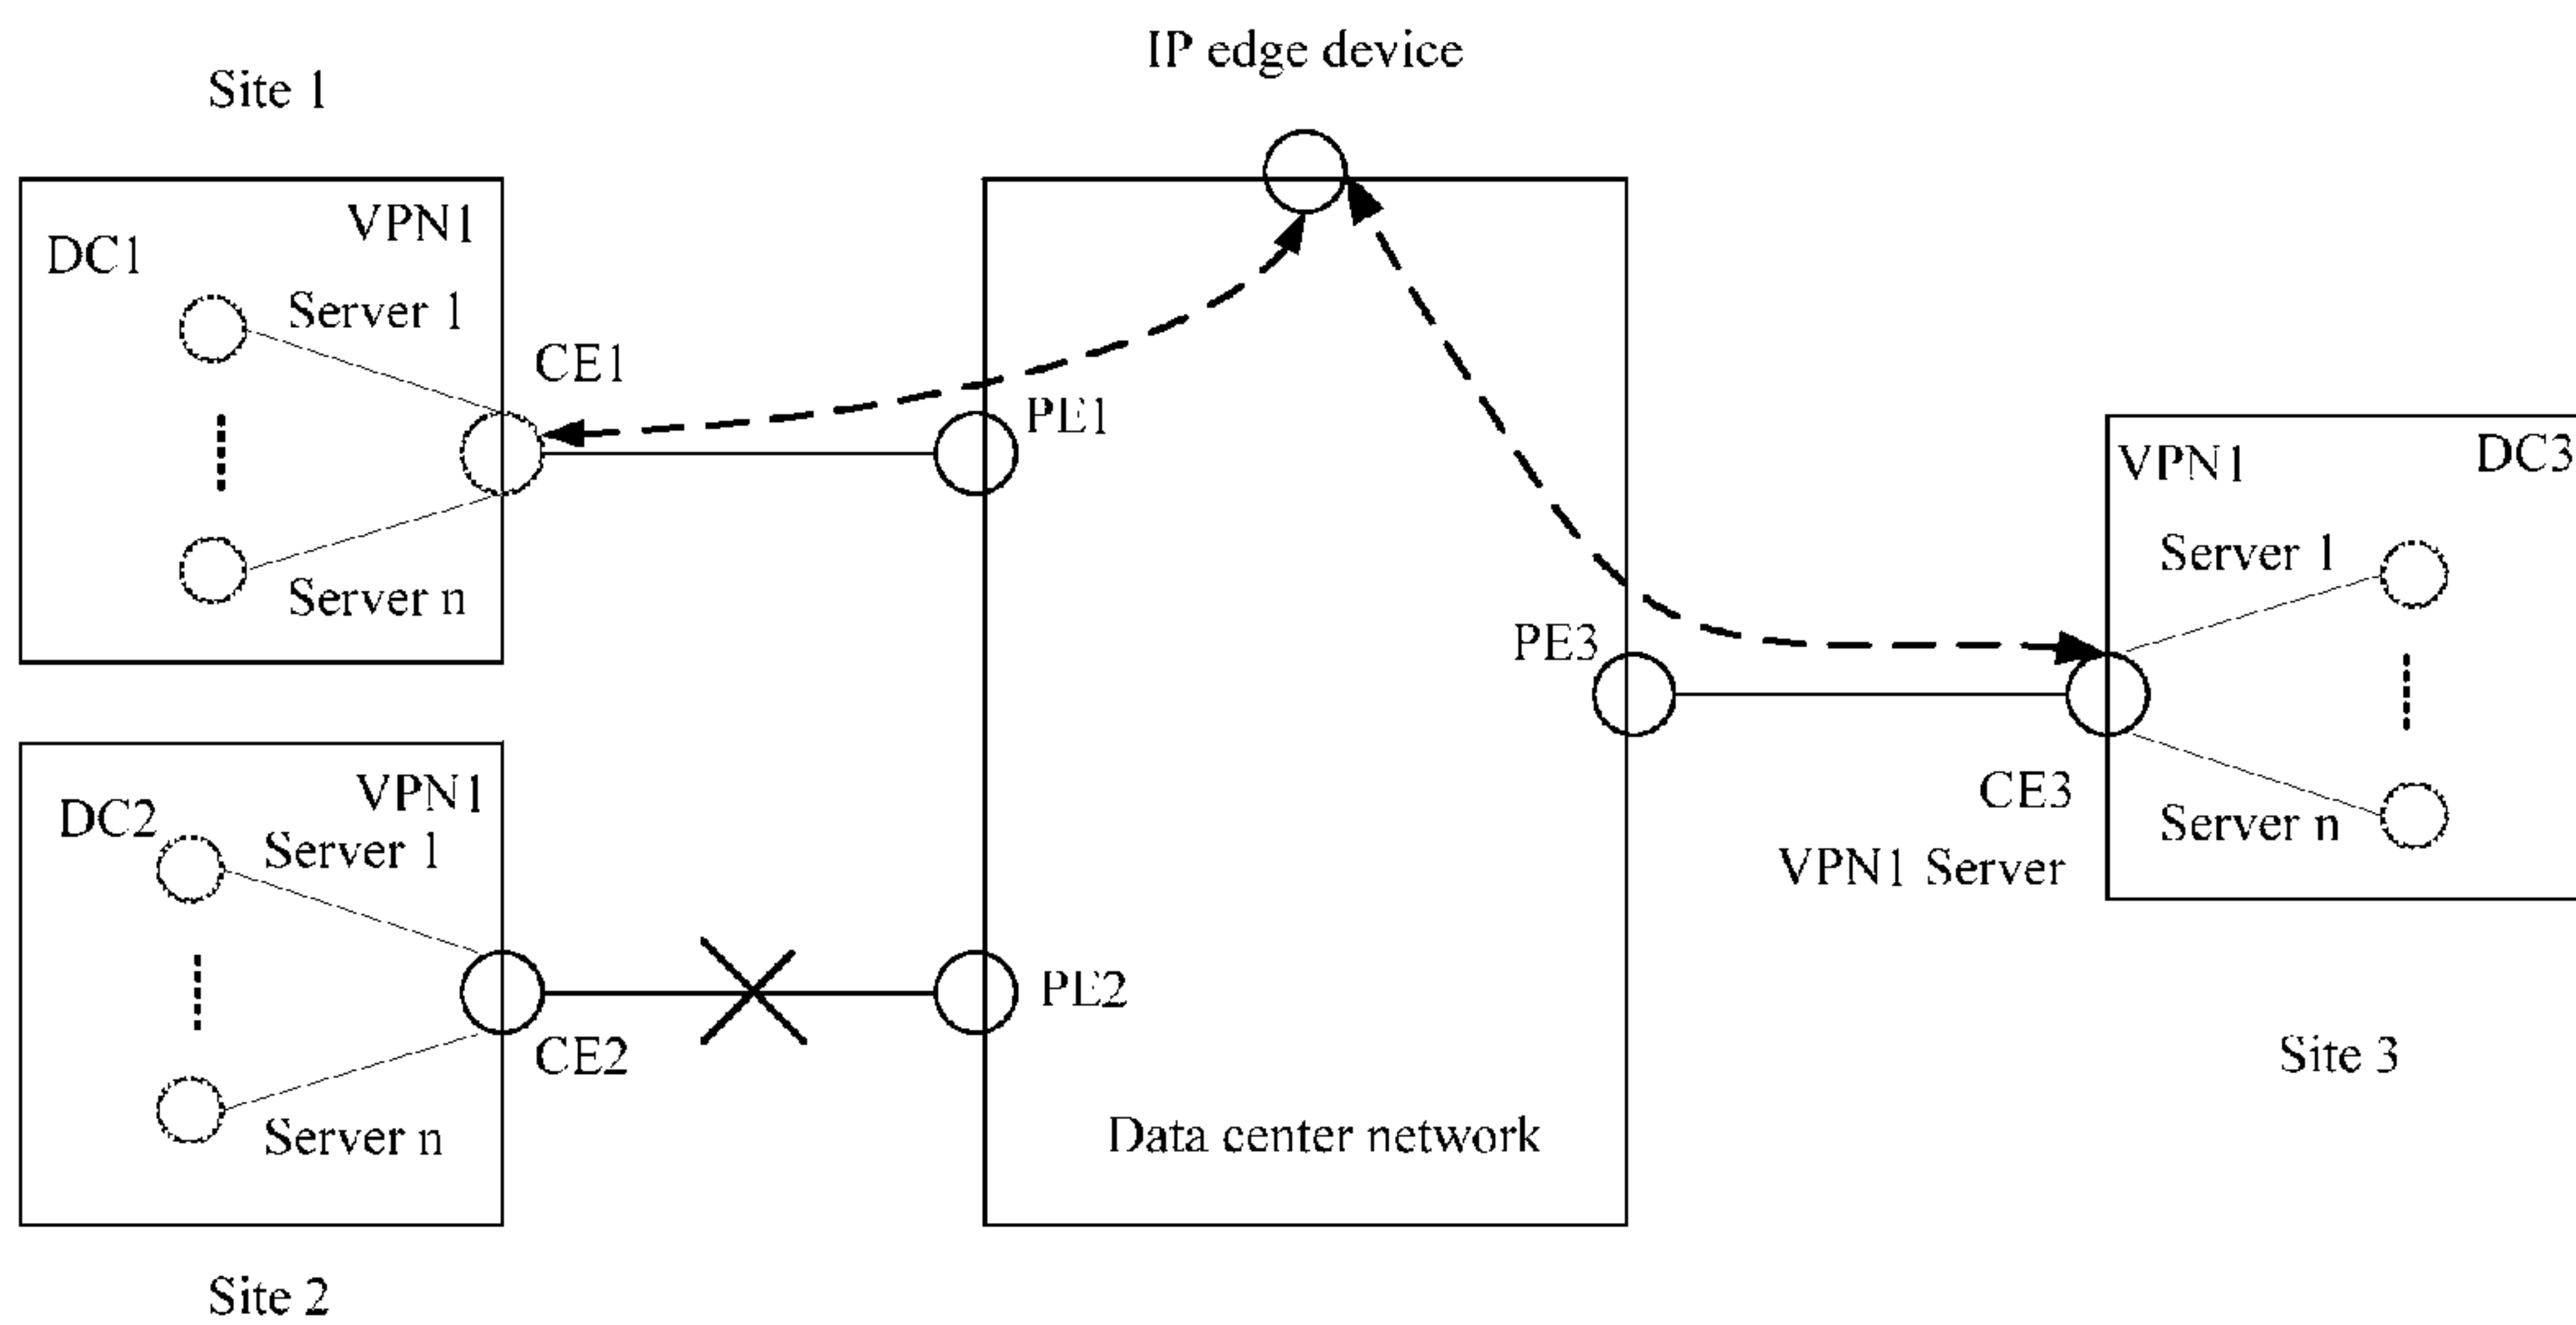 IP edge device
Site 1
VPN1
DC1
Server 1
CE1
PE1
Server n
VPN1
DC3
Server 1
PE3
CE3
Server n
VPN1 Server
VPN1
DC2
Server 1
PE2
CE2
Server n
Data center network
Site 3
Site 2